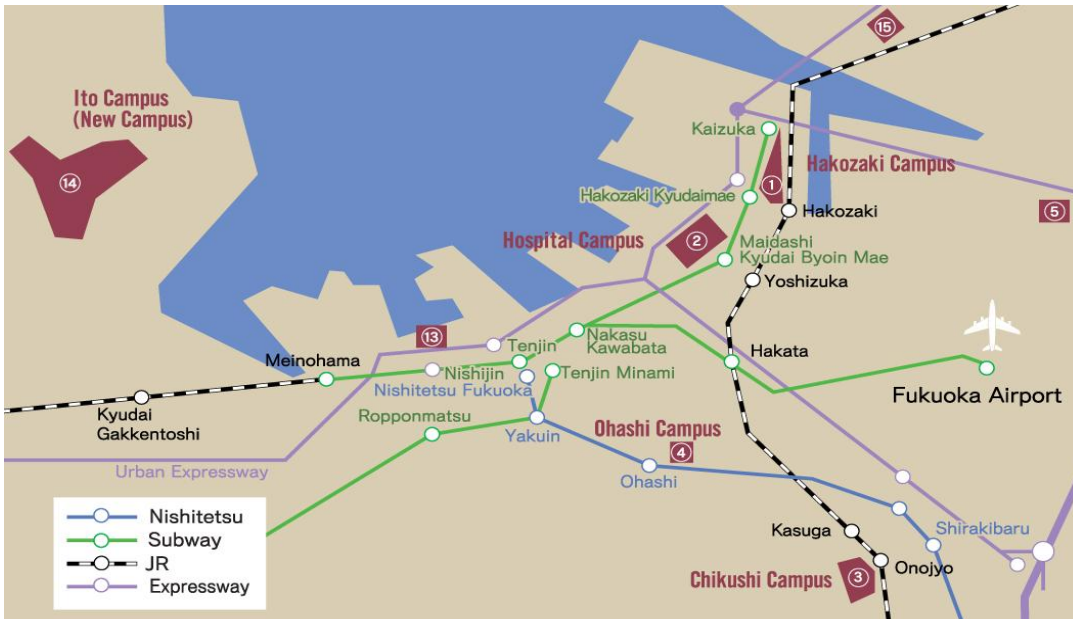 ⑮
Ito Campus
(New Campus)
Kaizuka
Hakozaki Campus
⑭
①
Hakozaki Kyudaimae
Hakozaki
⑤
Hospital Campus
②
Maidashi
Kyudai Byoin Mae
Yoshizuka
⑬
Nakasu
Kawabata
Tenjin
Hakata
Meinohama
Nishijin
Tenjin Minami
Nishitetsu Fukuoka
Fukuoka Airport
Kyudai
Gakkentoshi
Ropponmatsu
Yakuin
Ohashi Campus
④
Urban Expressway
Ohashi
Nishitetsu
Subway
JR
Expressway
Kasuga
Shirakibaru
Onojyo
Chikushi Campus
③